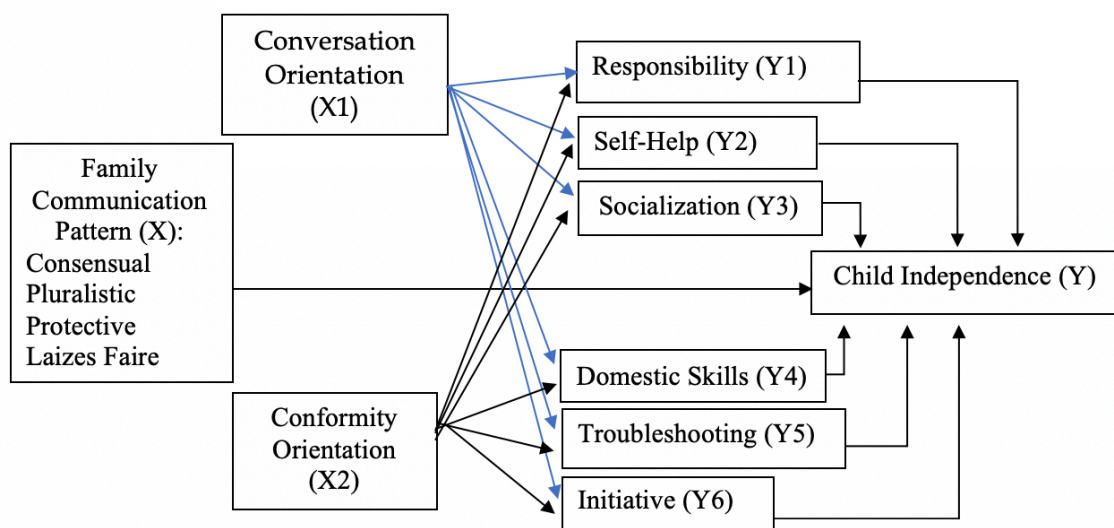 Conversation
Orientation
(X1)
Family
Communication
Pattern (X):
Consensual
Pluralistic
Protective
Laizes Faire
Conformity
Orientation
(X2)
Responsibility (Y1)
Self-Help (Y2)
Socialization (Y3)
Child Independence (Y)
Domestic Skills (Y4)
Troubleshooting (Y5)
Initiative (Y6)